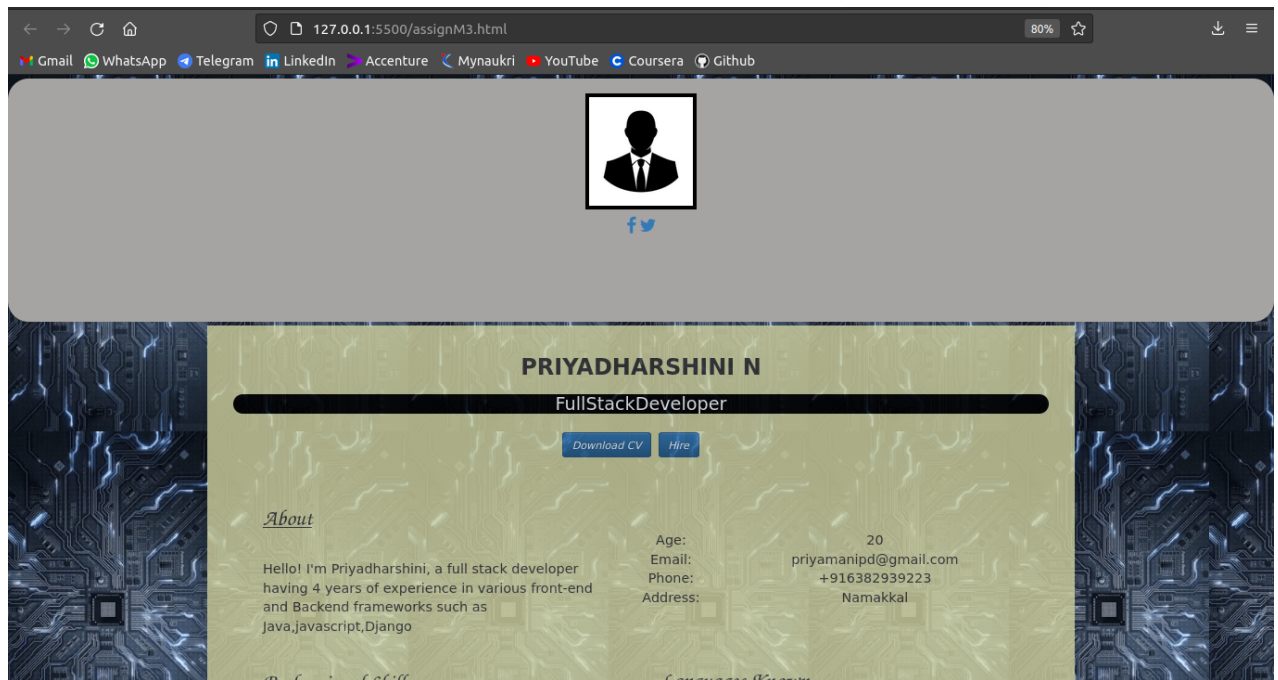 127.0.0.1:5500/assignM3.html 80%
Gmail WhatsApp Telegram LinkedIn Accenture Mynaukri YouTube Coursera Github
PRIYADHARSHINI N
FullStackDeveloper
Download CV Hire
About
Age: 20
Email: priyamanipd@gmail.com
Phone: +916382939223
Address: Namakkal
Hello! I'm Priyadharshini, a full stack developer
having 4 years of experience in various front-end
and Backend frameworks such as
Java,javascript,Django